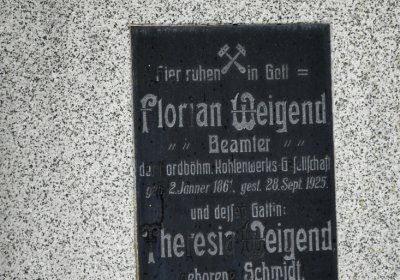 Hier ruhen in Gott =
Florian Weigend
" " Beamter " "
der Nordböhm. Kohlenwerks-Gesellschaft
geb. 2. Jänner 1861, gest. 28. Sept. 1925.
und dessen Gattin:
Theresia Weigend
geborene Schmidt